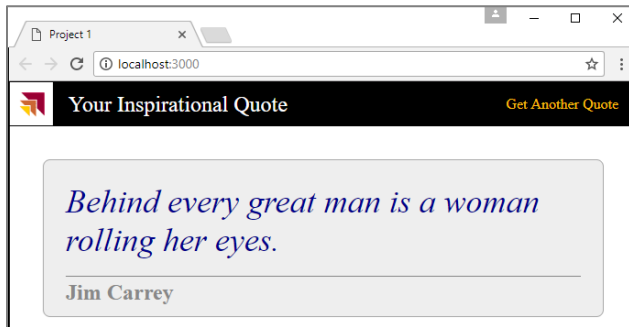 Project 1
localhost:3000
Your Inspirational Quote
Get Another Quote
Behind every great man is a woman
rolling her eyes.
Jim Carrey